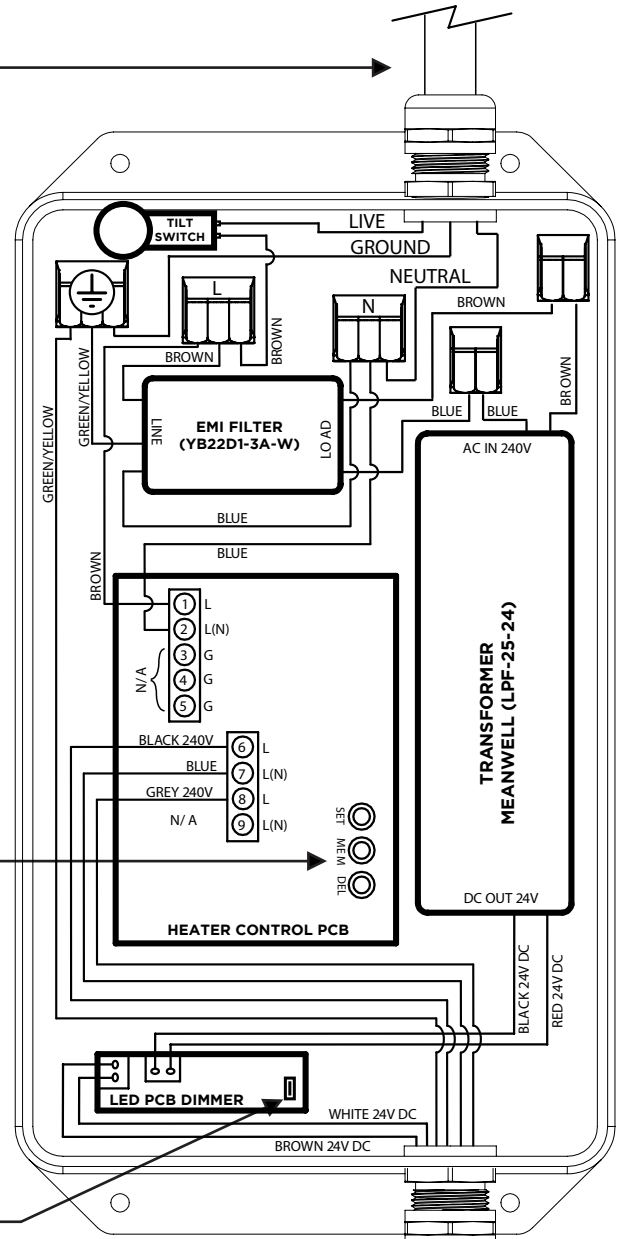 TILT
SWITCH
LIVE
GROUND
NEUTRAL
L
N
BROWN
BROWN
BROWN
BROWN
GREEN/YELLOW
GREEN/YELLOW
LINE
EMI FILTER
(YB22D1-3A-W)
LO AD
BLUE
BLUE
AC IN 240V
BLUE
BLUE
BROWN
1 L
2 L(N)
3 G
4 G
5 G
N/A
BLACK 240V 6 L
BLUE 7 L(N)
GREY 240V 8 L
N/ A 9 L(N)
SET
MEM
DEL
HEATER CONTROL PCB
TRANSFORMER
MEANWELL (LPF-25-24)
DC OUT 24V
BLACK 24V DC
RED 24V DC
LED PCB DIMMER
WHITE 24V DC
BROWN 24V DC